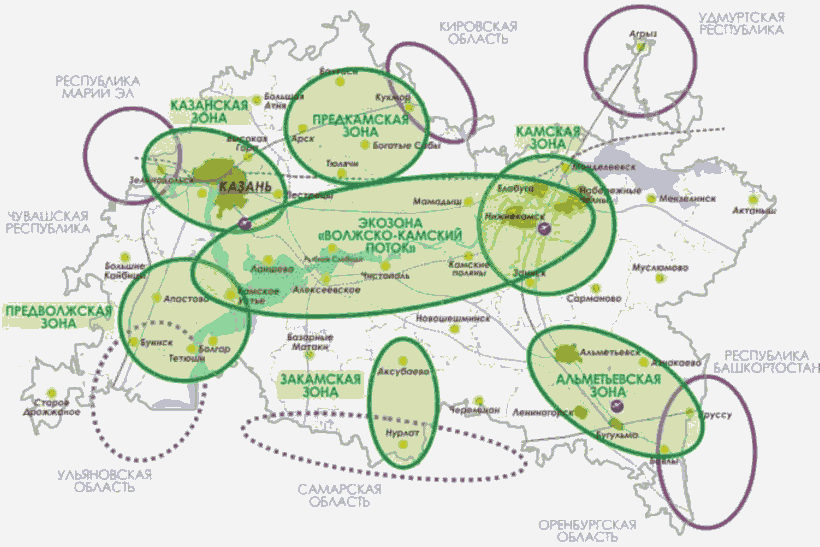 КИРОВСКАЯ
ОБЛАСТЬ
УДМУРТСКАЯ
РЕСПУБЛИКА
Агрыз
РЕСПУБЛИКА
МАРИИ ЭЛ
Балтаси
Большая
Атня
Кукмор
КАЗАНСКАЯ
ЗОНА
ПРЕДКАМСКАЯ
ЗОНА
КАМСКАЯ
ЗОНА
Высокая
Гора
Арск
Богатые Сабы
Тюлячи
Менделеевск
Зеленодольск
КАЗАНЬ
Пестрецы
Мамадыш
Елабуга
Набережные
Челны
Мензелинск
Актаныш
Нижнекамск
ЧУВАШСКАЯ
РЕСПУБЛИКА
ЭКОЗОНА
«ВОЛЖСКО-КАМСКИЙ
ПОТОК»
Большие
Кайбицы
Лаишево
Рыбная Слобода
Чистополь
Камские
поляны
Заинск
Муслюмово
Апастово
Камское
Устье
Алексеевское
Сарманово
ПРЕДВОЛЖСКАЯ
ЗОНА
Новошешминск
Буинск
Тетюши
Болгар
Базарные
Матаки
Альметьевск
Азнакаево
РЕСПУБЛИКА
БАШКОРТОСТАН
ЗАКАМСКАЯ
ЗОНА
Аксубаево
АЛЬМЕТЬЕВСКАЯ
ЗОНА
Старое
Дрожжаное
Черемшан
Лениногорск
Уруссу
Нурлат
Бугульма
Бавлы
УЛЬЯНОВСКАЯ
ОБЛАСТЬ
САМАРСКАЯ
ОБЛАСТЬ
ОРЕНБУРГСКАЯ
ОБЛАСТЬ